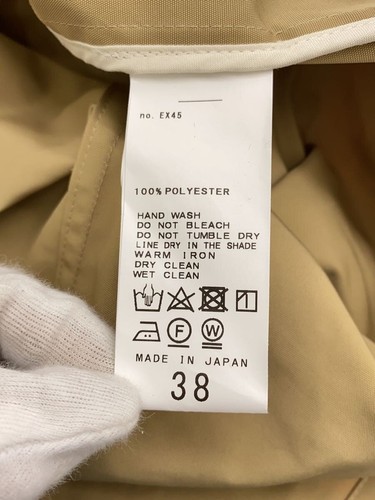 no. EX45
100% POLYESTER
HAND WASH
DO NOT BLEACH
DO NOT TUMBLE DRY
LINE DRY IN THE SHADE
WARM IRON
DRY CLEAN
WET CLEAN
F W
MADE IN JAPAN
38